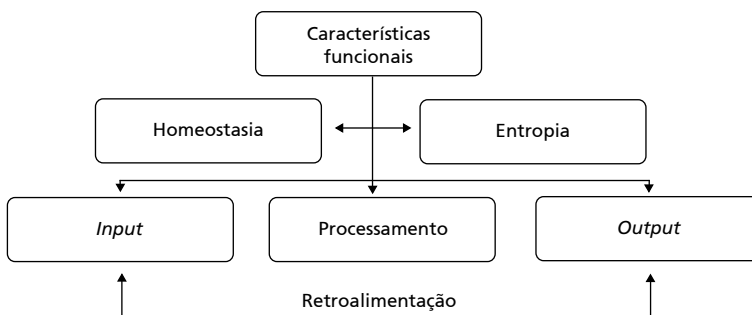 Características
funcionais
Homeostasia
Entropia
Input
Processamento
Output
Retroalimentação